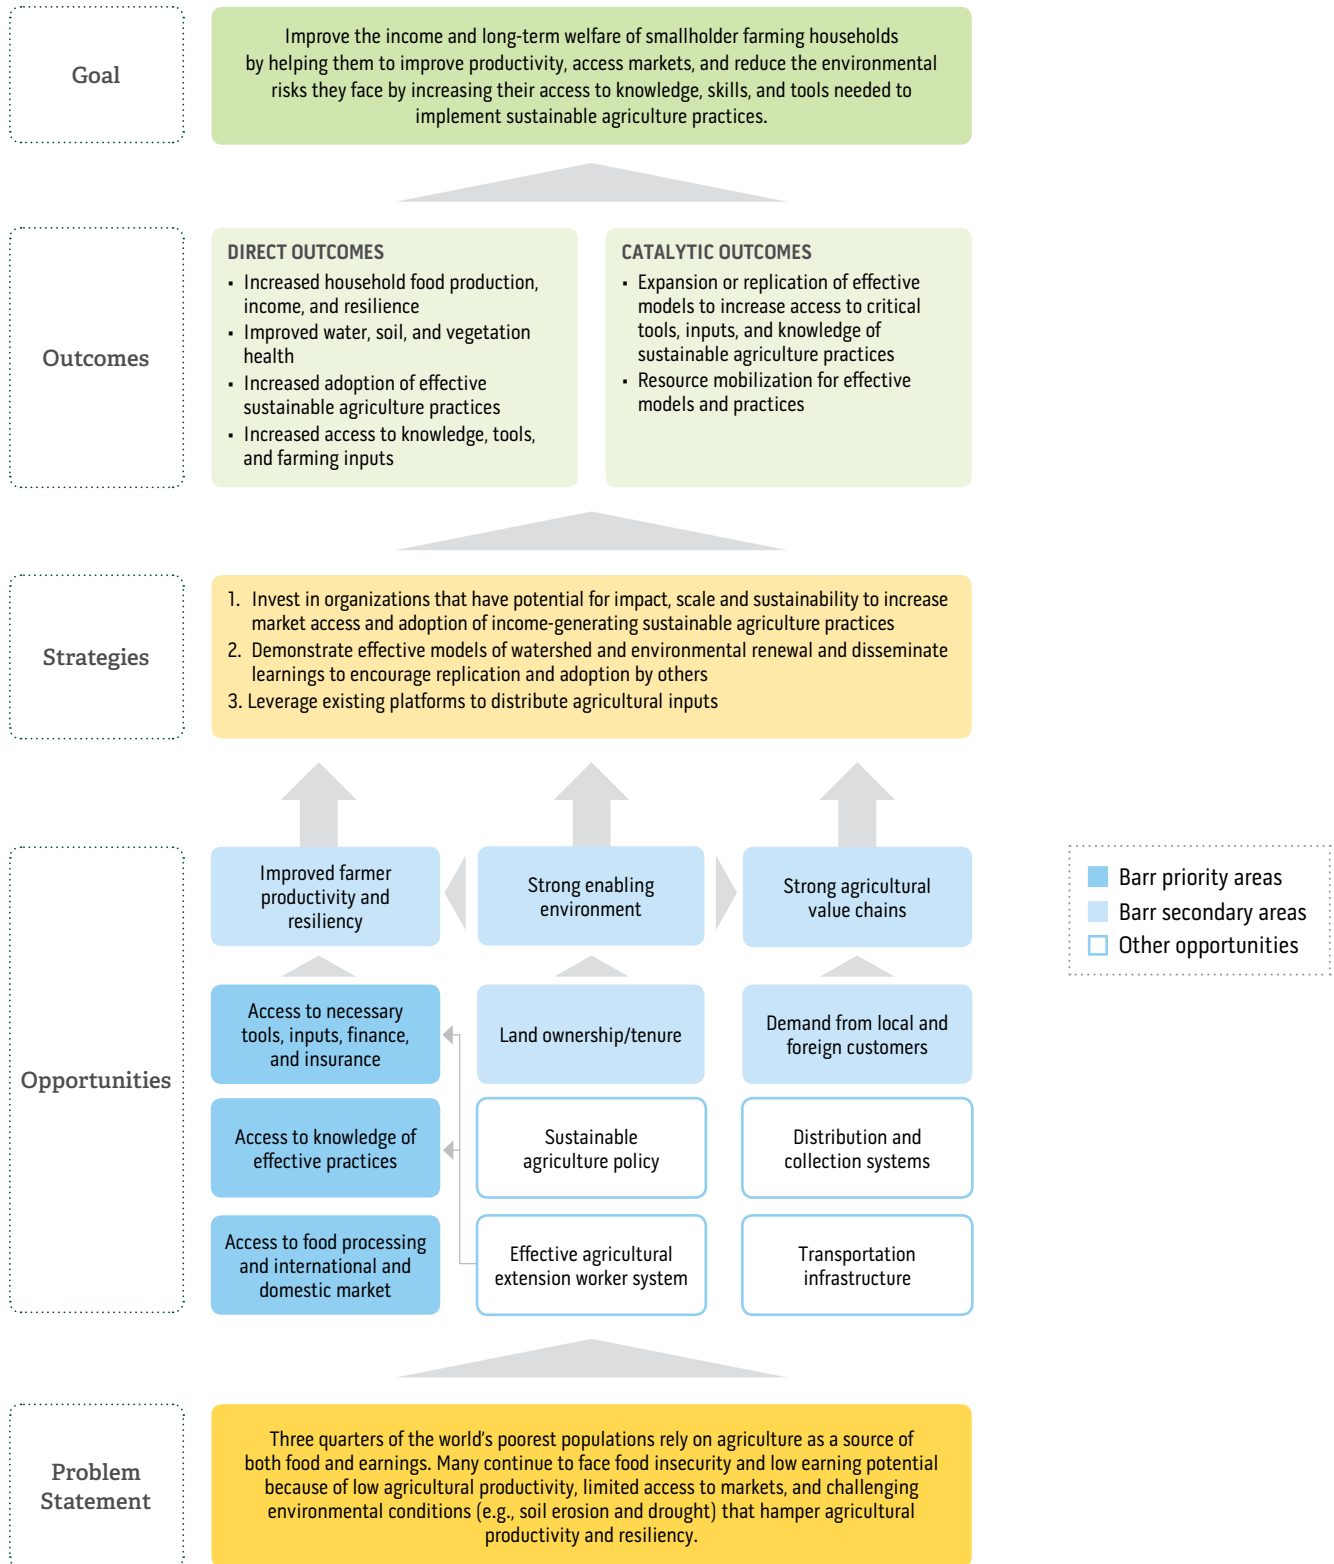 Goal
Improve the income and long-term welfare of smallholder farming households
by helping them to improve productivity, access markets, and reduce the environmental
risks they face by increasing their access to knowledge, skills, and tools needed to
implement sustainable agriculture practices.
Outcomes
DIRECT OUTCOMES
▪ Increased household food production,
income, and resilience
▪ Improved water, soil, and vegetation
health
▪ Increased adoption of effective
sustainable agriculture practices
▪ Increased access to knowledge, tools,
and farming inputs
CATALYTIC OUTCOMES
▪ Expansion or replication of effective
models to increase access to critical
tools, inputs, and knowledge of
sustainable agriculture practices
▪ Resource mobilization for effective
models and practices
Strategies
1. Invest in organizations that have potential for impact, scale and sustainability to increase
market access and adoption of income-generating sustainable agriculture practices
2. Demonstrate effective models of watershed and environmental renewal and disseminate
learnings to encourage replication and adoption by others
3. Leverage existing platforms to distribute agricultural inputs
Opportunities
Improved farmer
productivity and
resiliency
Strong enabling
environment
Strong agricultural
value chains
Access to necessary
tools, inputs, finance,
and insurance
Land ownership/tenure
Demand from local and
foreign customers
Access to knowledge of
effective practices
Sustainable
agriculture policy
Distribution and
collection systems
Access to food processing
and international and
domestic market
Effective agricultural
extension worker system
Transportation
infrastructure
Barr priority areas
Barr secondary areas
Other opportunities
Problem
Statement
Three quarters of the world's poorest populations rely on agriculture as a source of
both food and earnings. Many continue to face food insecurity and low earning potential
because of low agricultural productivity, limited access to markets, and challenging
environmental conditions (e.g., soil erosion and drought) that hamper agricultural
productivity and resiliency.